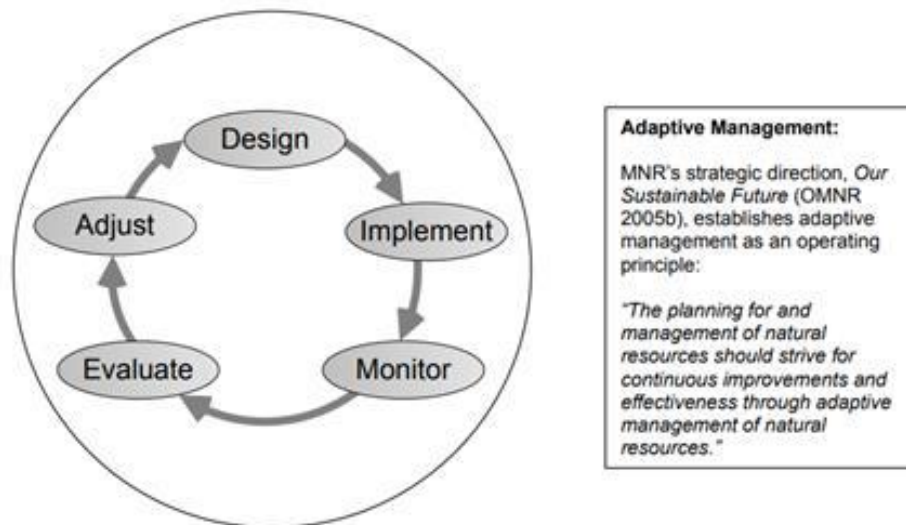 Design
Implement
Monitor
Evaluate
Adjust
Adaptive Management:
MNR's strategic direction, Our
Sustainable Future (OMNR
2005b), establishes adaptive
management as an operating
principle:
"The planning for and
management of natural
resources should strive for
continuous improvements and
effectiveness through adaptive
management of natural
resources."